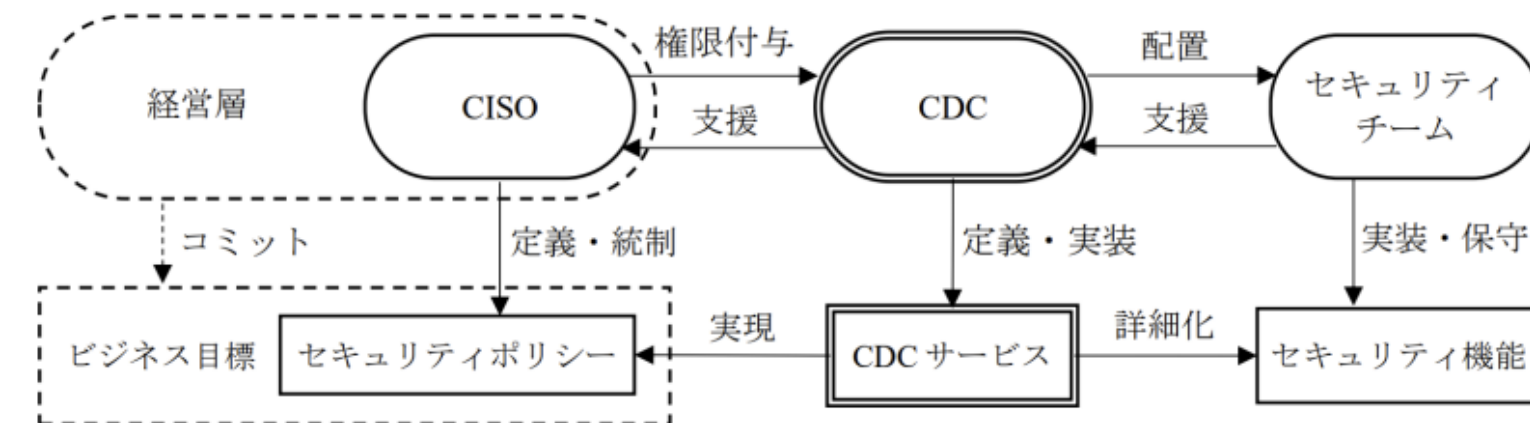 権限付与
配置
経営層
CISO
CDC
セキュリティ
チーム
支援
支援
コミット
定義・統制
定義・実装
実装・保守
実現
詳細化
ビジネス目標
セキュリティポリシー
CDC サービス
セキュリティ機能